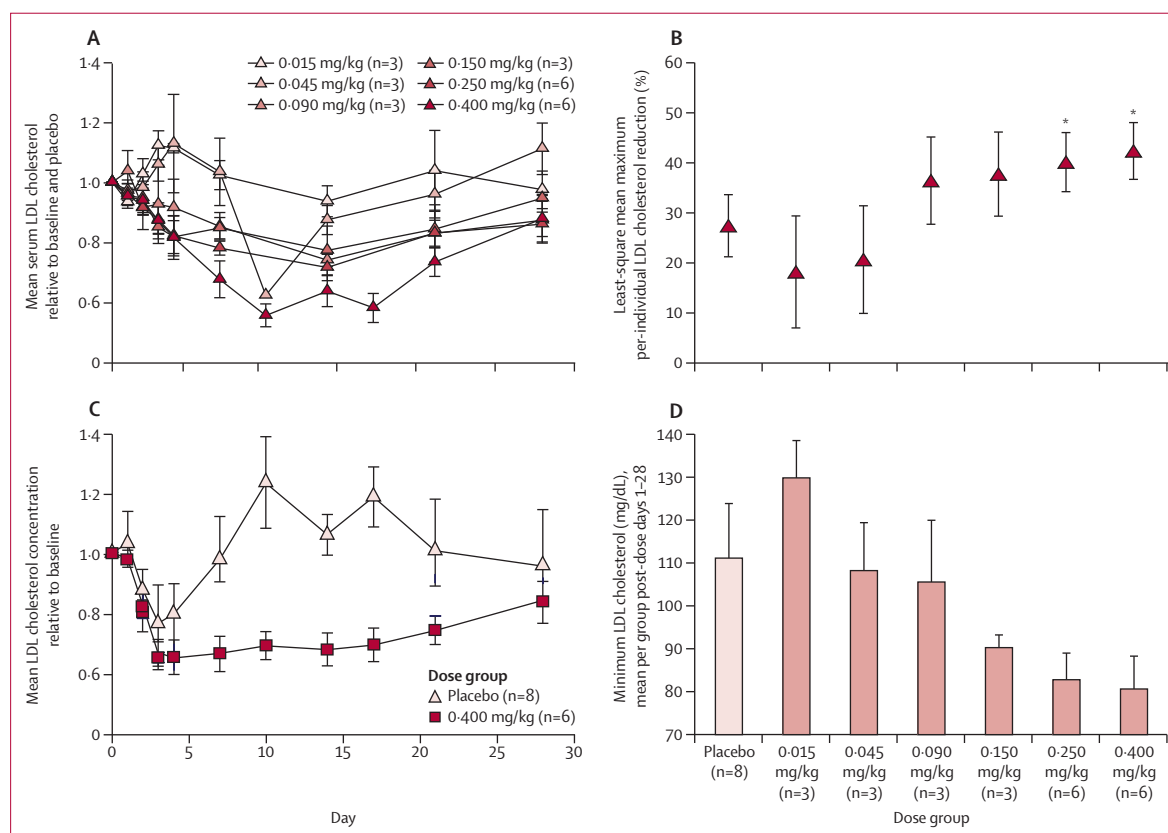 A
0·015 mg/kg (n=3)
0·045 mg/kg (n=3)
0·090 mg/kg (n=3)
0·150 mg/kg (n=3)
0·250 mg/kg (n=6)
0·400 mg/kg (n=6)
Mean serum LDL cholesterol
relative to baseline and placebo
1·4
1·2
1·0
0·8
0·6
0
B
Least-square mean maximum
per-individual LDL cholesterol reduction (%)
60
50
40
30
20
10
0
*
*
C
Mean LDL cholesterol concentration
relative to baseline
1·4
1·2
1·0
0·8
0·6
0
0
5
10
15
20
25
30
Day
Dose group
Placebo (n=8)
0·400 mg/kg (n=6)
D
Minimum LDL cholesterol (mg/dL),
mean per group post-dose days 1–28
140
130
120
110
100
90
80
70
Placebo
(n=8)
0·015
mg/kg
(n=3)
0·045
mg/kg
(n=3)
0·090
mg/kg
(n=3)
0·150
mg/kg
(n=3)
0·250
mg/kg
(n=6)
0·400
mg/kg
(n=6)
Dose group